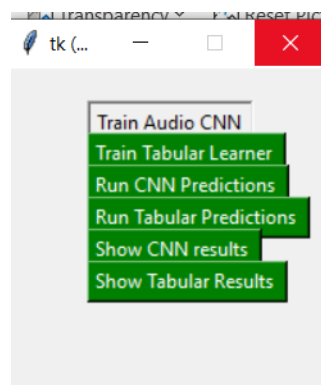 Transparency
Reset Pic
tk (...
Train Audio CNN
Train Tabular Learner
Run CNN Predictions
Run Tabular Predictions
Show CNN results
Show Tabular Results